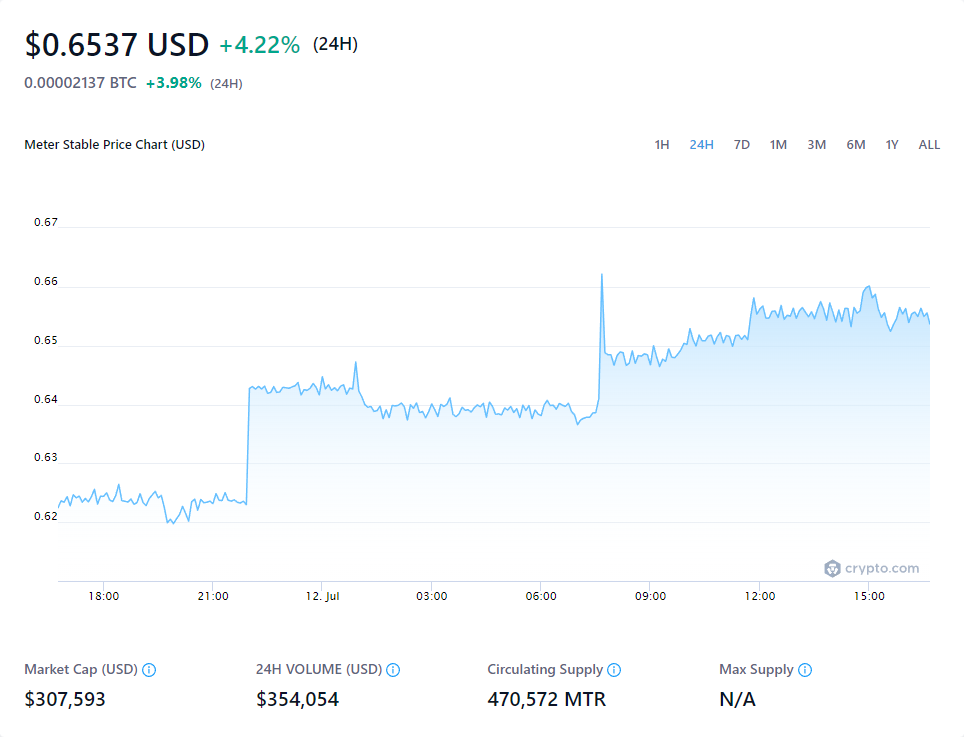 $0.6537 USD +4.22% (24H)
0.00002137 BTC +3.98% (24H)
Meter Stable Price Chart (USD) 1H 24H 7D 1M 3M 6M 1Y ALL
0.67
0.66
0.65
0.64
0.63
0.62
crypto.com
18:00 21:00 12. Jul 03:00 06:00 09:00 12:00 15:00
Market Cap (USD) 24H VOLUME (USD) Circulating Supply Max Supply
$307,593 $354,054 470,572 MTR N/A